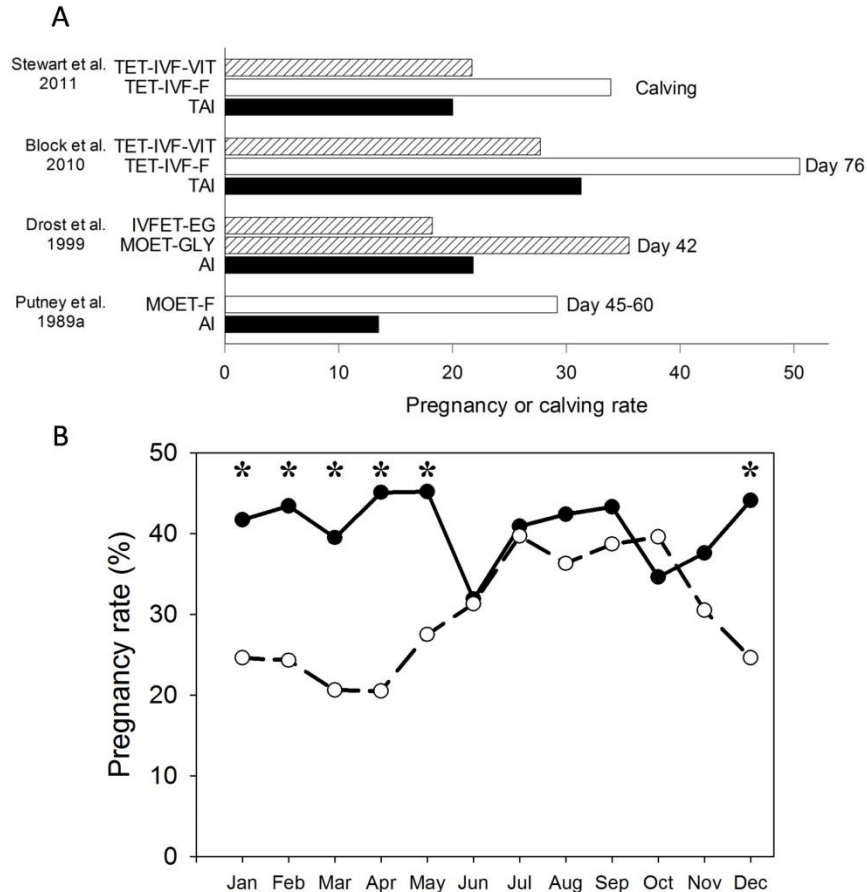 A
Stewart et al.
2011
TET-IVF-VIT
TET-IVF-F
TAI
Calving
Block et al.
2010
TET-IVF-VIT
TET-IVF-F
TAI
Day 76
Drost et al.
1999
IVFET-EG
MOET-GLY
AI
Day 42
Putney et al.
1989a
MOET-F
AI
Day 45-60
0 10 20 30 40 50
Pregnancy or calving rate
B
Pregnancy rate (%)
50
40
30
20
10
0
* * * * * *
Jan Feb Mar Apr May Jun Jul Aug Sep Oct Nov Dec